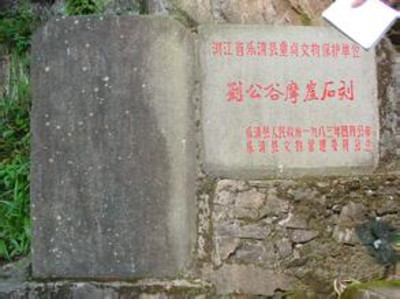 浙江省乐清县重点文物保护单位
劉公谷摩崖石刻
乐清县人民政府一九八三年四月公布
乐清县文物管理委员会立